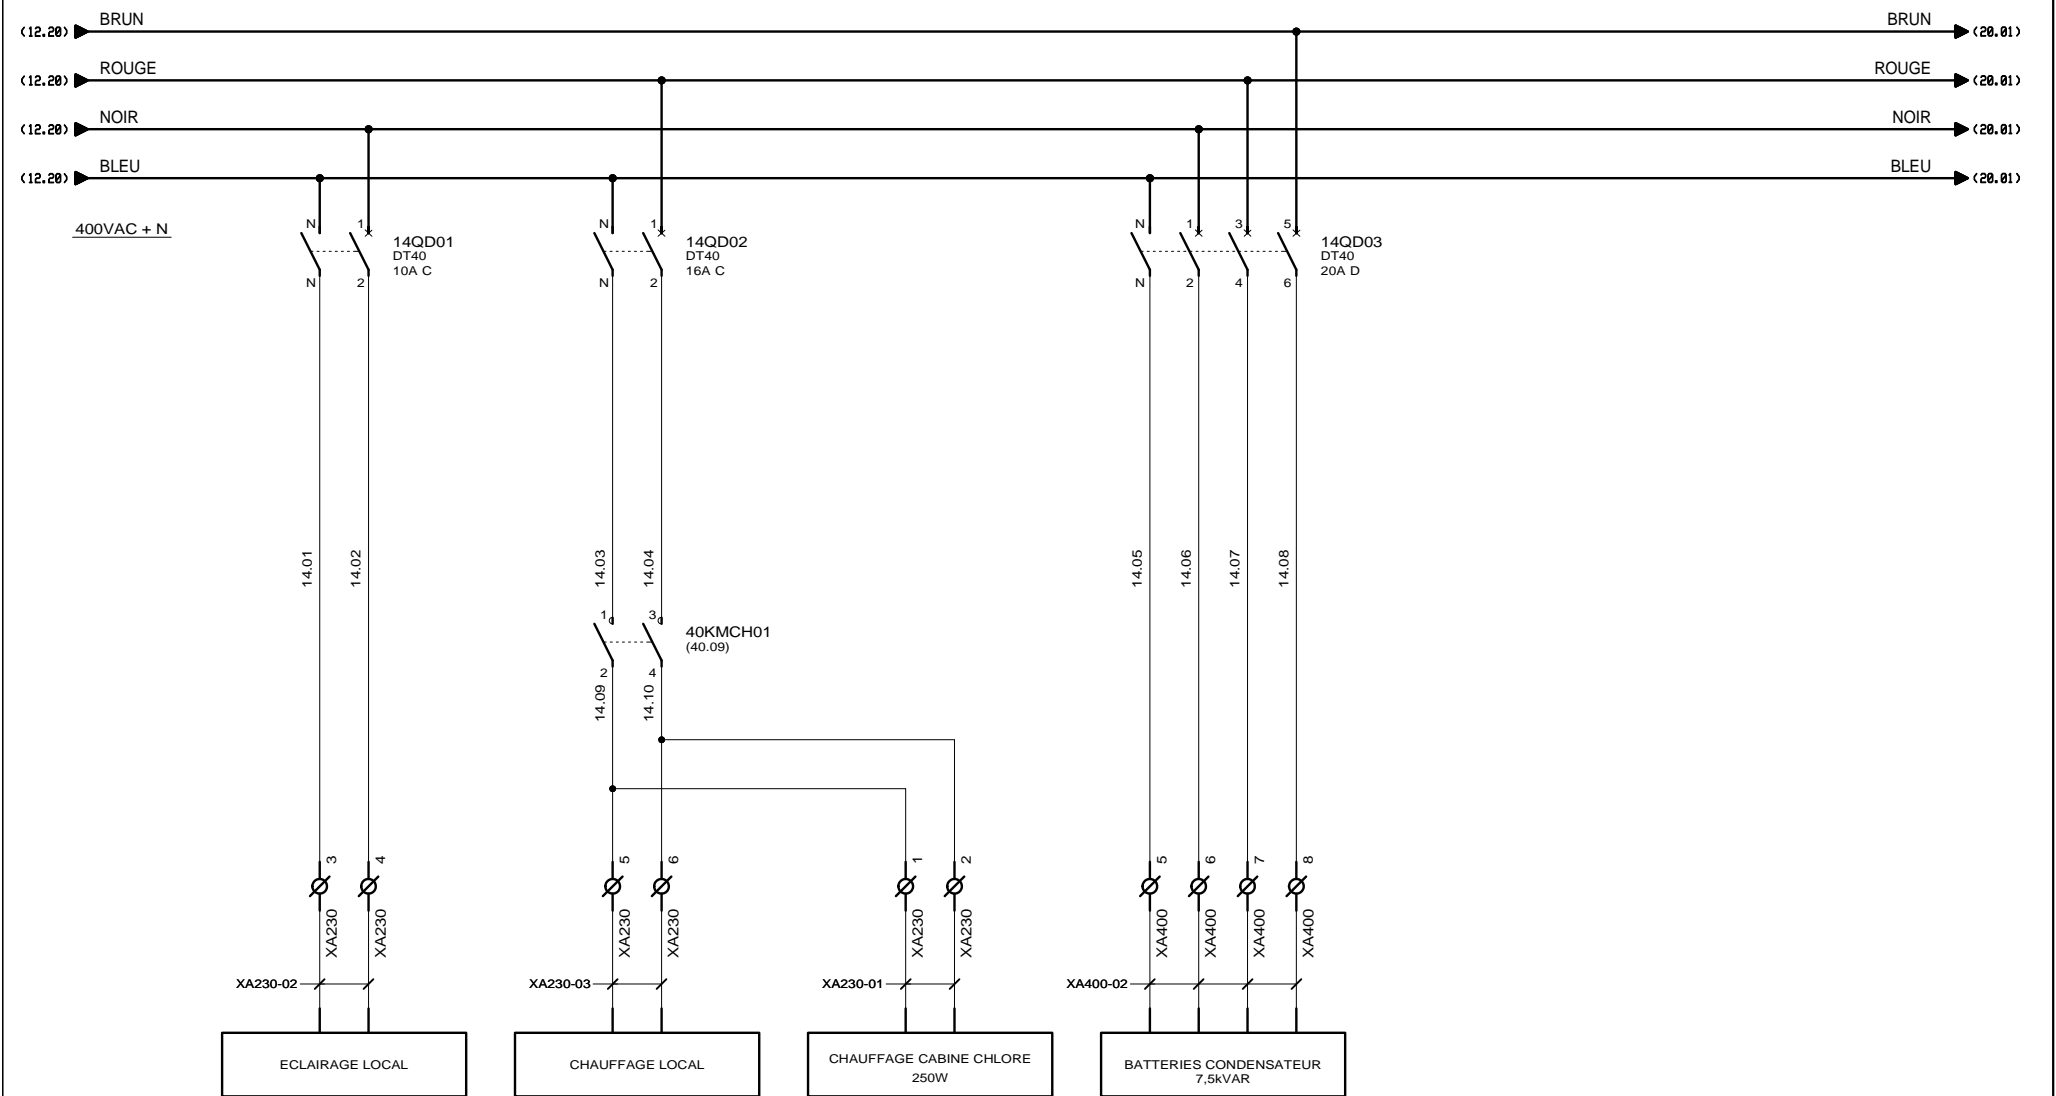 BRUN BRUN
(12.20) (20.01)
ROUGE ROUGE
(12.20) (20.01)
NOIR NOIR
(12.20) (20.01)
BLEU BLEU
(12.20) (20.01)
400VAC + N
N 1 N 1 N 1 3 5
14QD01 14QD02 14QD03
DT40 DT40 DT40
10A C 16A C 20A D
N 2 N 2 N 2 4 6
14.01 14.02 14.03 14.04 14.05 14.06 14.07 14.08
1 3
40KMCH01
(40.09)
2 4
14.09 14.10
3 4 5 6 1 2 5 6 7 8
XA230 XA230 XA230 XA230 XA230 XA230 XA400 XA400 XA400 XA400
XA230-02 XA230-03 XA230-01 XA400-02
ECLAIRAGE LOCAL
CHAUFFAGE LOCAL
CHAUFFAGE CABINE CHLORE
250W
BATTERIES CONDENSATEUR
7,5kVAR